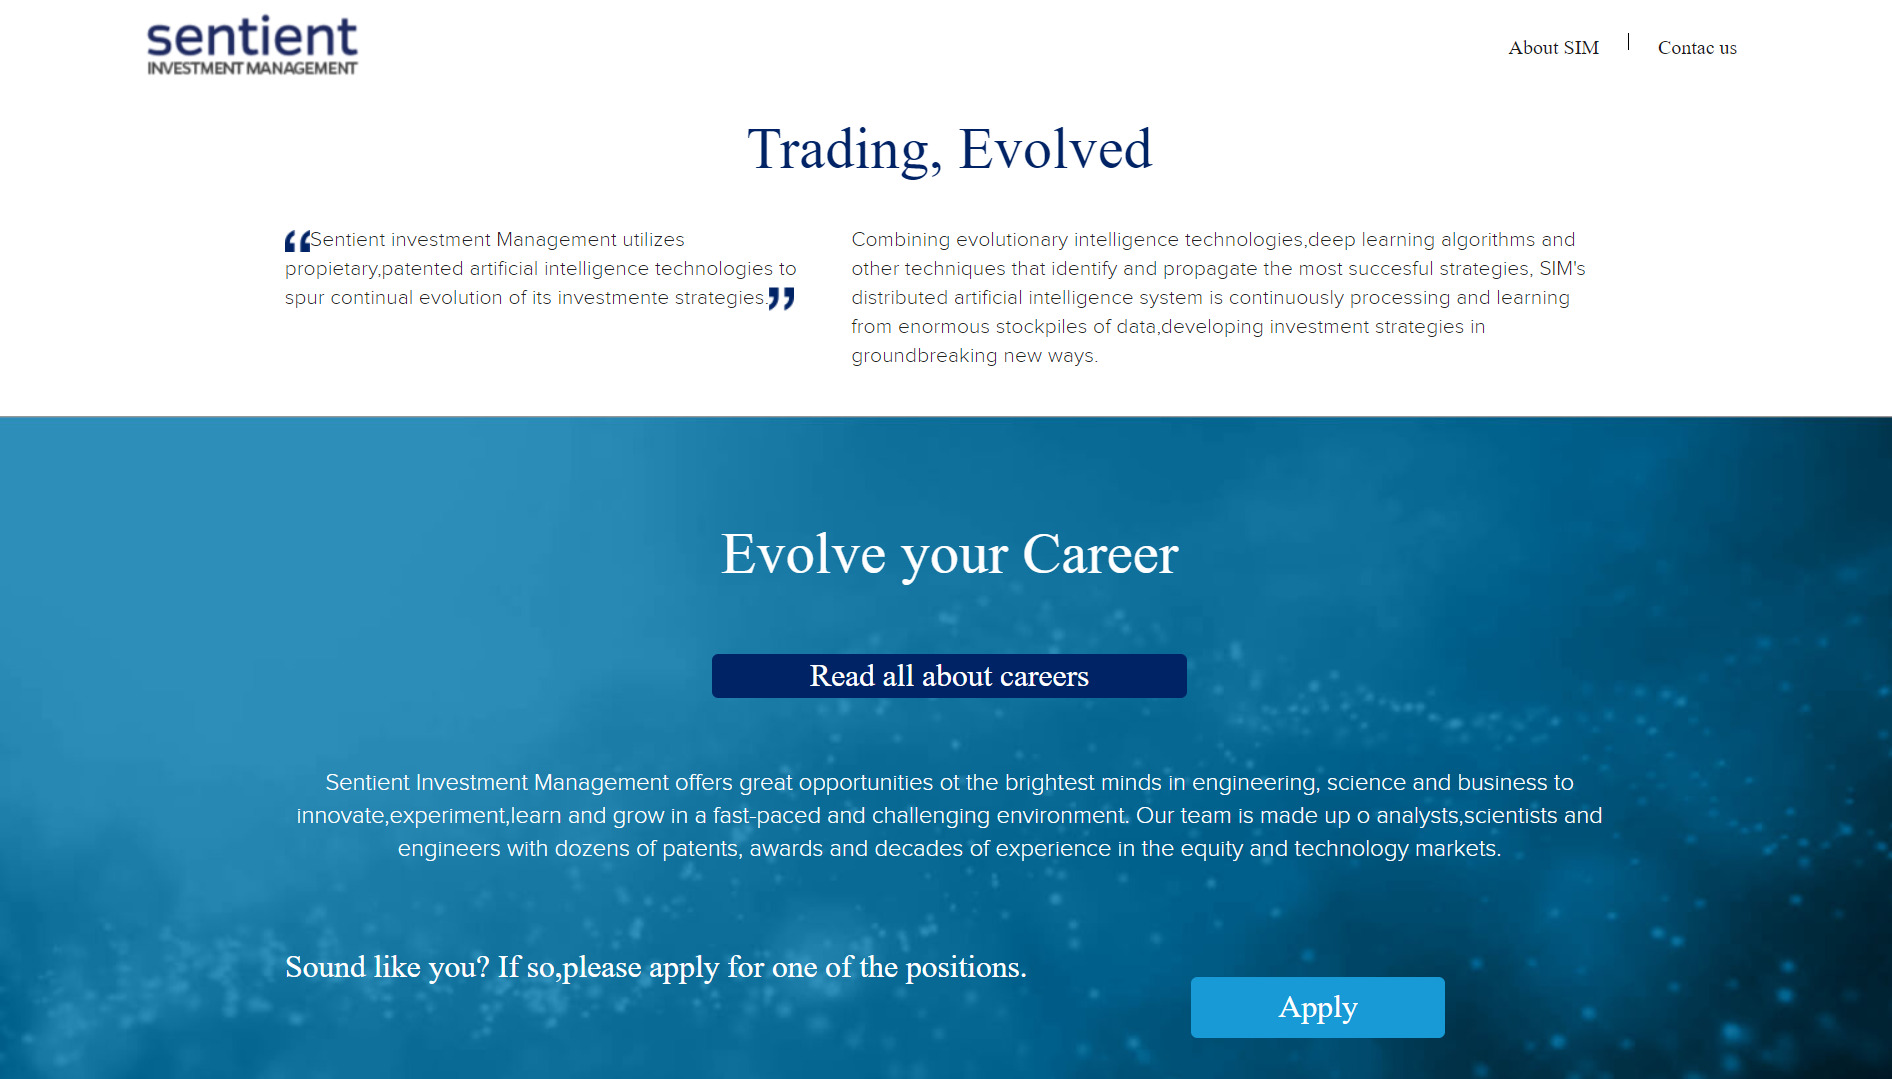 sentient
INVESTMENT MANAGEMENT
About SIM
Contac us
Trading, Evolved
“Sentient investment Management utilizes
propietary,patented artificial intelligence technologies to
spur continual evolution of its investmente strategies.”
Combining evolutionary intelligence technologies,deep learning algorithms and
other techniques that identify and propagate the most succesful strategies, SIM's
distributed artificial intelligence system is continuously processing and learning
from enormous stockpiles of data,developing investment strategies in
groundbreaking new ways.
Evolve your Career
Read all about careers
Sentient Investment Management offers great opportunities ot the brightest minds in engineering, science and business to
innovate,experiment,learn and grow in a fast-paced and challenging environment. Our team is made up o analysts,scientists and
engineers with dozens of patents, awards and decades of experience in the equity and technology markets.
Sound like you? If so,please apply for one of the positions.
Apply